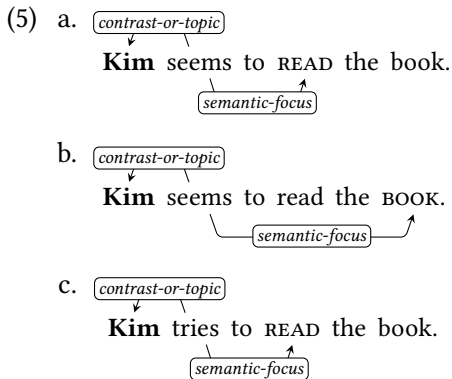 (5) a. contrast-or-topic
Kim seems to READ the book.
semantic-focus
b. contrast-or-topic
Kim seems to read the BOOK.
semantic-focus
c. contrast-or-topic
Kim tries to READ the book.
semantic-focus